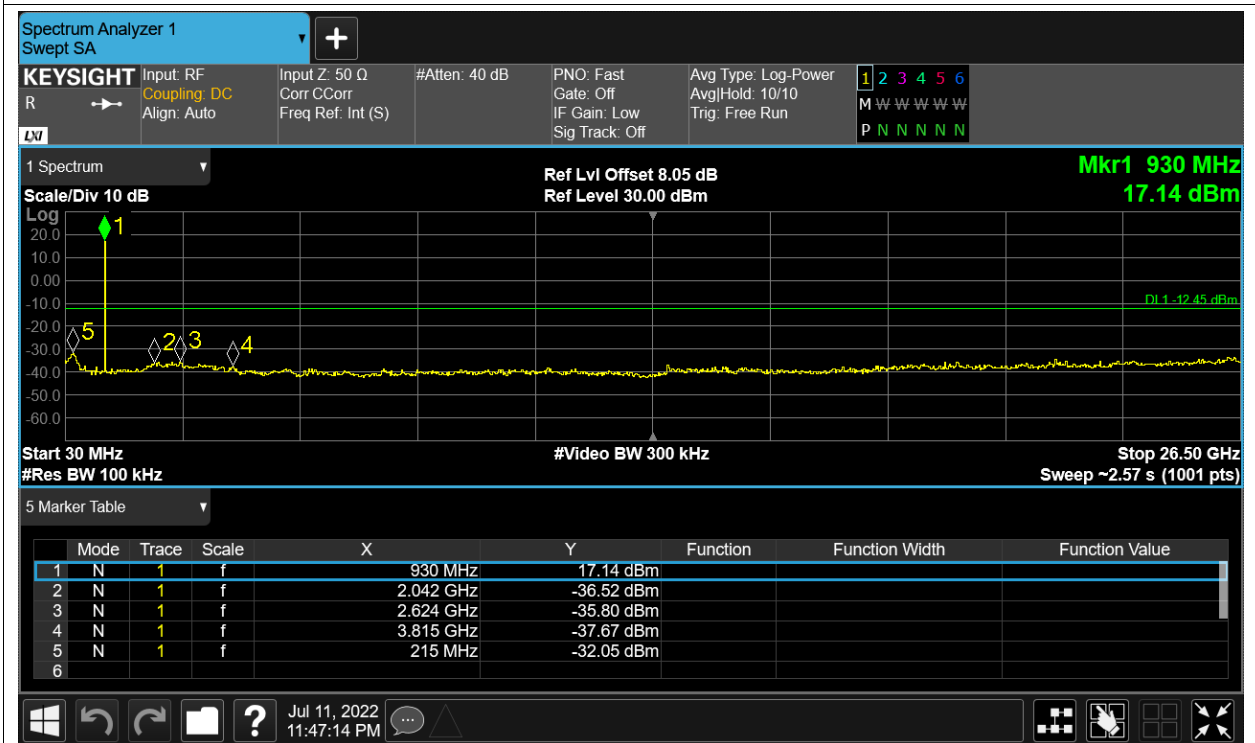 Spectrum Analyzer 1
Swept SA
+
KEYSIGHT Input: RF Input Z: 50 Ω #Atten: 40 dB PNO: Fast Avg Type: Log-Power 1 2 3 4 5 6
R Coupling: DC Corr CCorr Gate: Off Avg|Hold: 10/10 M W W W W W
Align: Auto Freq Ref: Int (S) IF Gain: Low Trig: Free Run
LXI Sig Track: Off P N N N N N
1 Spectrum Ref Lvl Offset 8.05 dB Mkr1 930 MHz
Scale/Div 10 dB Ref Level 30.00 dBm 17.14 dBm
Log
1
20.0
10.0
0.00
-10.0 DL1 -12.45 dBm
-20.0
5 2 3 4
-30.0
-40.0
-50.0
-60.0
Start 30 MHz #Video BW 300 kHz Stop 26.50 GHz
#Res BW 100 kHz Sweep ~2.57 s (1001 pts)
5 Marker Table
Mode Trace Scale X Y Function Function Width Function Value
1 N 1 f 930 MHz 17.14 dBm
2 N 1 f 2.042 GHz -36.52 dBm
3 N 1 f 2.624 GHz -35.80 dBm
4 N 1 f 3.815 GHz -37.67 dBm
5 N 1 f 215 MHz -32.05 dBm
6
? Jul 11, 2022
11:47:14 PM